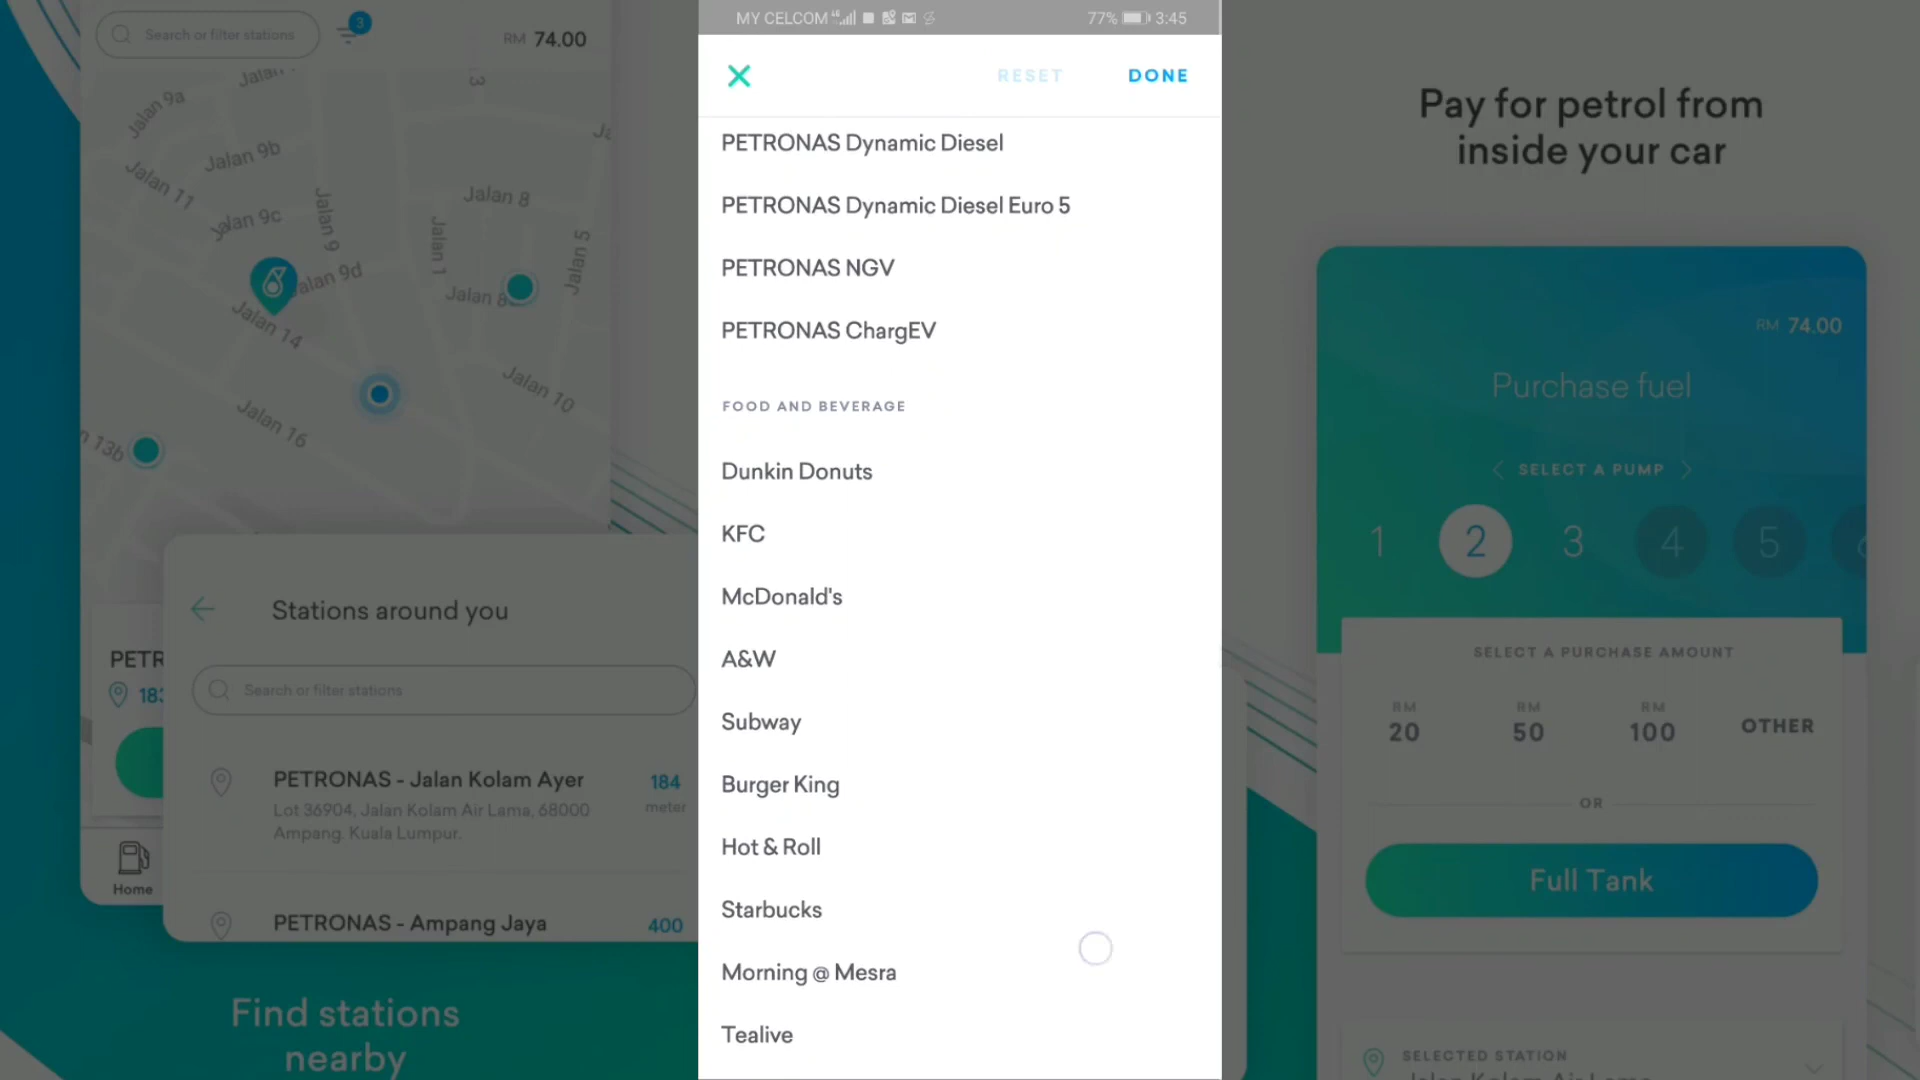 Search or filter stations
3
RM 74.00
Jalan 9a
Jalan 9b
Jalan 11
Jalan 9
Jalan 8
Jalan 1
Jalan 5
Jalan 9d
Jalan 14
Jalan 10
Jalan 16
13b
PETR
Stations around you
Search or filter stations
PETRONAS - Jalan Kolam Ayer
184
Lot 36904, Jalan Kolam Air Lama, 68000
meter
Ampang. Kuala Lumpur.
Home
PETRONAS - Ampang Jaya
400
Find stations
nearby
MY CELCOM
77%
3:45
RESET
DONE
PETRONAS Dynamic Diesel
PETRONAS Dynamic Diesel Euro 5
PETRONAS NGV
PETRONAS ChargEV
FOOD AND BEVERAGE
Dunkin Donuts
KFC
McDonald's
A&W
Subway
Burger King
Hot & Roll
Starbucks
Morning @ Mesra
Tealive
Pay for petrol from
inside your car
RM 74.00
Purchase fuel
SELECT A PUMP
1 2 3 4 5
SELECT A PURCHASE AMOUNT
RM RM RM
20 50 100 OTHER
OR
Full Tank
SELECTED STATION